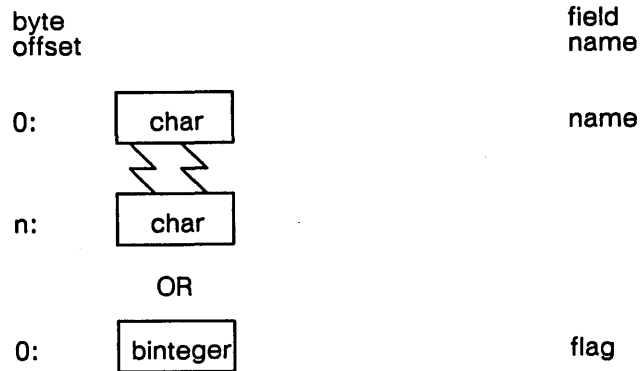 byte field
offset name
0: char name
n: char
OR
0: binteger flag